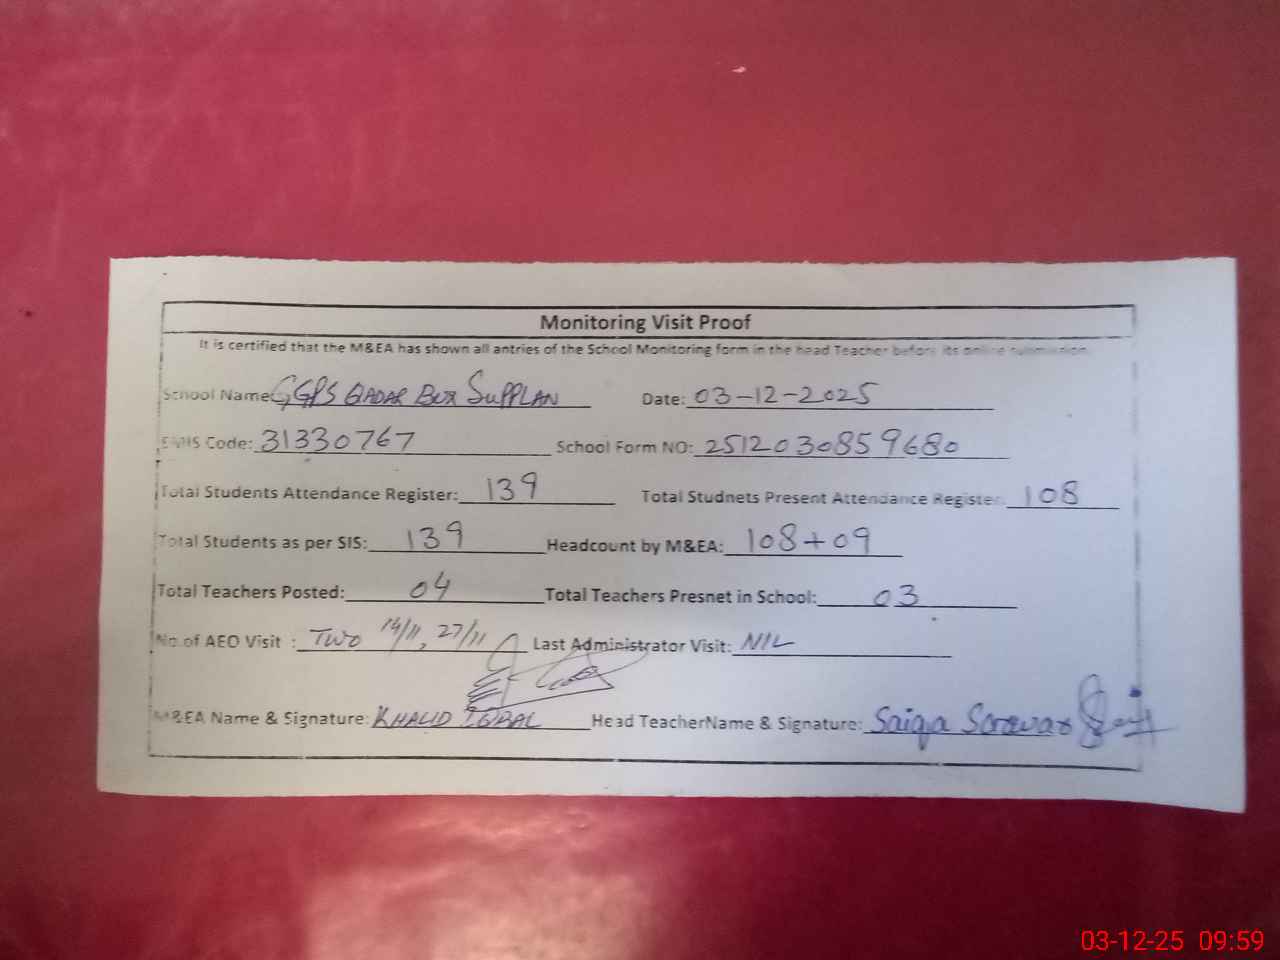 Monitoring Visit Proof
It is certified that the M&EA has shown all antries of the School Monitoring form in the head Teacher before its online submission.
School Name: GGPS QADAR BUX SUPPLAN Date: 03-12-2025
EMIS Code: 31330767 School Form NO: 2512030859680
Total Students Attendance Register: 139 Total Studnets Present Attendance Register: 108
Total Students as per SIS: 139 Headcount by M&EA: 108+09
Total Teachers Posted: 04 Total Teachers Presnet in School: 03
No of AEO Visit : TWO 14/11, 27/11 Last Administrator Visit: NIL
M&EA Name & Signature: KHALID IQBAL Head TeacherName & Signature: Saiqa Sarawar
03-12-25 09:59